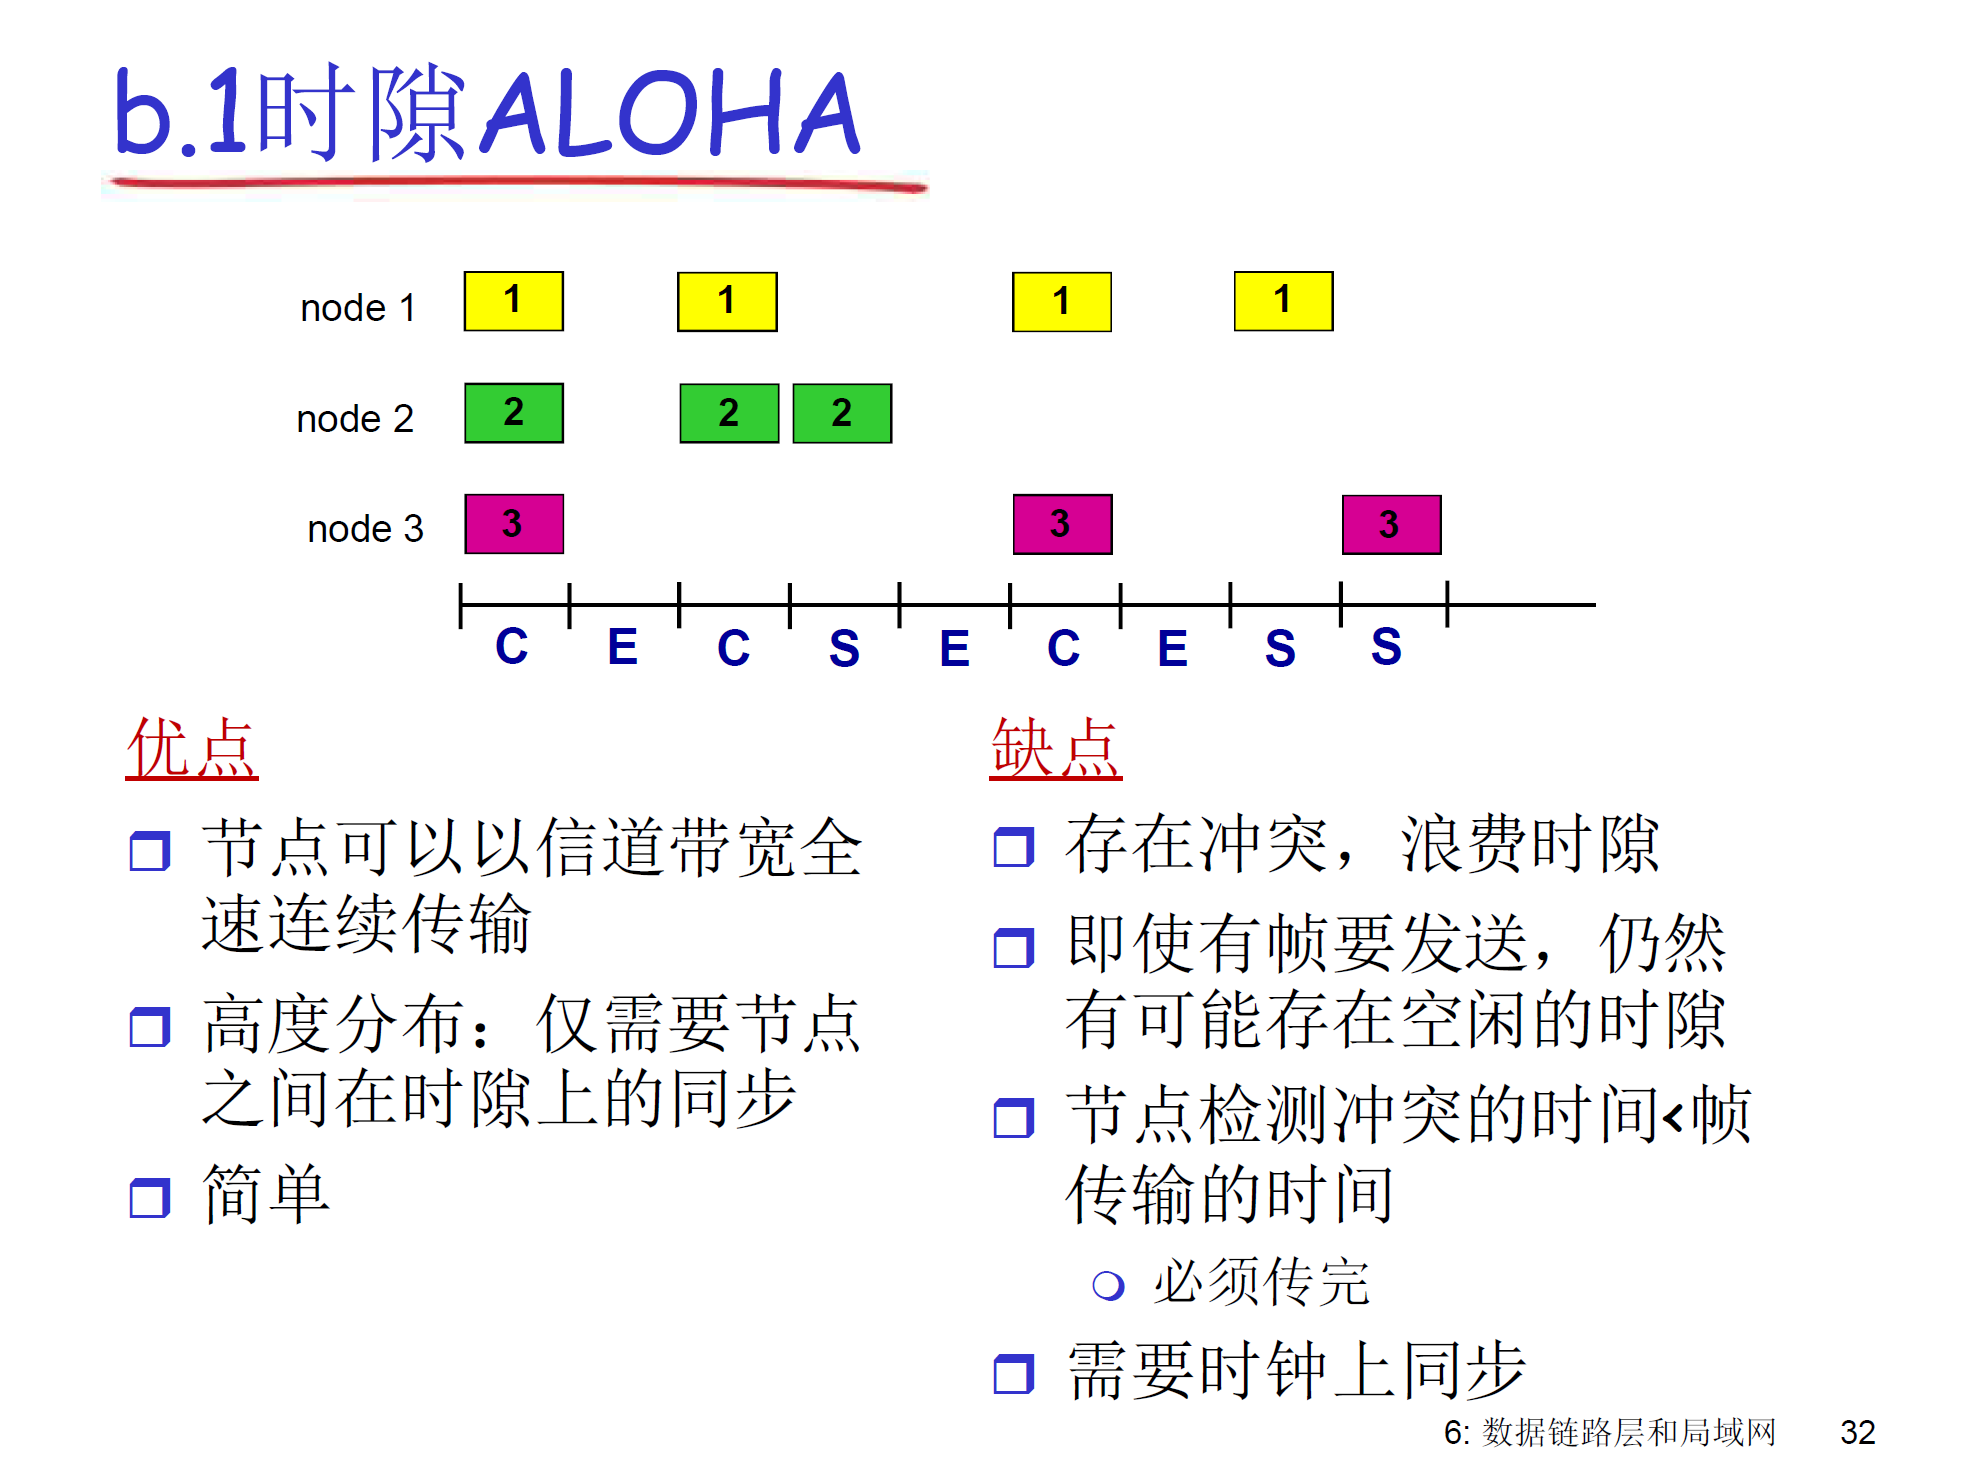 b.1时隙ALOHA
node 1 1 1 1 1
node 2 2 2 2
node 3 3 3 3
C E C S E C E S S
优点
节点可以以信道带宽全
速连续传输
高度分布：仅需要节点
之间在时隙上的同步
简单
缺点
存在冲突，浪费时隙
即使有帧要发送，仍然
有可能存在空闲的时隙
节点检测冲突的时间<帧
传输的时间
必须传完
需要时钟上同步
6: 数据链路层和局域网 32